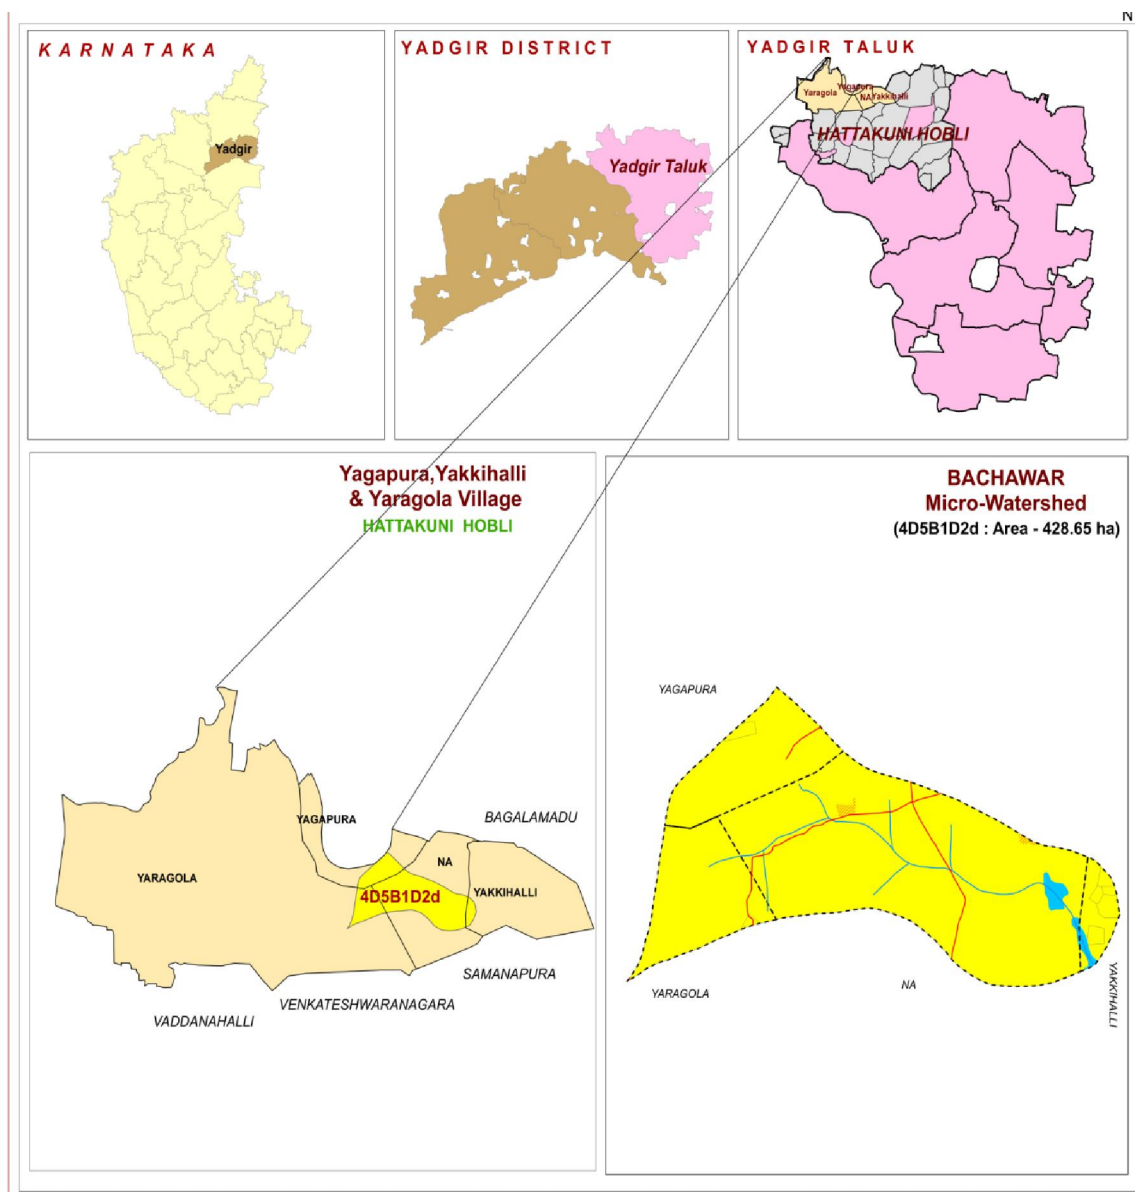 N
KARNATAKA
Yadgir
YADGIR DISTRICT
Yadgir Taluk
YADGIR TALUK
Yaragola
Yagapura
NA
Yakkihalli
HATTAKUNI HOBLI
Yagapura,Yakkihalli
& Yaragola Village
HATTAKUNI HOBLI
YAGAPURA
BAGALAMADU
NA
YARAGOLA
YAKKIHALLI
4D5B1D2d
SAMANAPURA
VENKATESHWARANAGARA
VADDANAHALLI
BACHAWAR
Micro-Watershed
(4D5B1D2d : Area - 428.65 ha)
YAGAPURA
YARAGOLA
NA
YAKKIHALLI